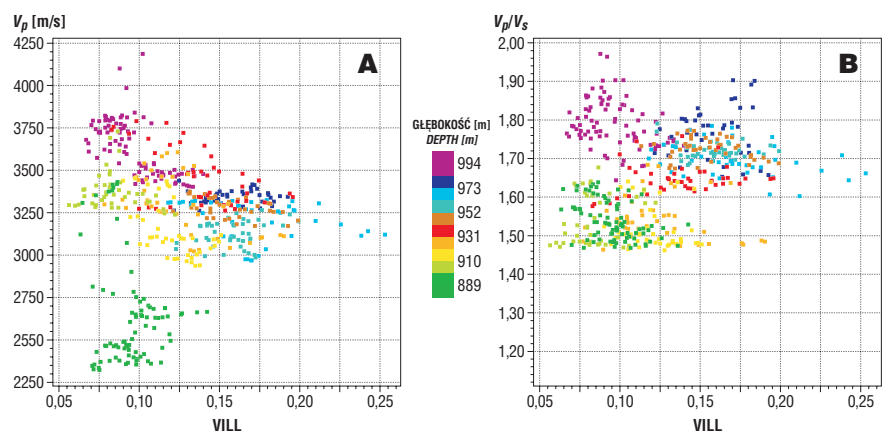 Vp [m/s]
4250
4000
3750
3500
3250
3000
2750
2550
2250
A
0,05 0,10 0,15 0,20 0,25
VILL
GŁĘBOKOŚĆ [m]
DEPTH [m]
994
973
952
931
910
889
Vp/Vs
2,00
1,90
1,80
1,70
1,60
1,50
1,40
1,30
1,20
B
0,05 0,10 0,15 0,20 0,25
VILL